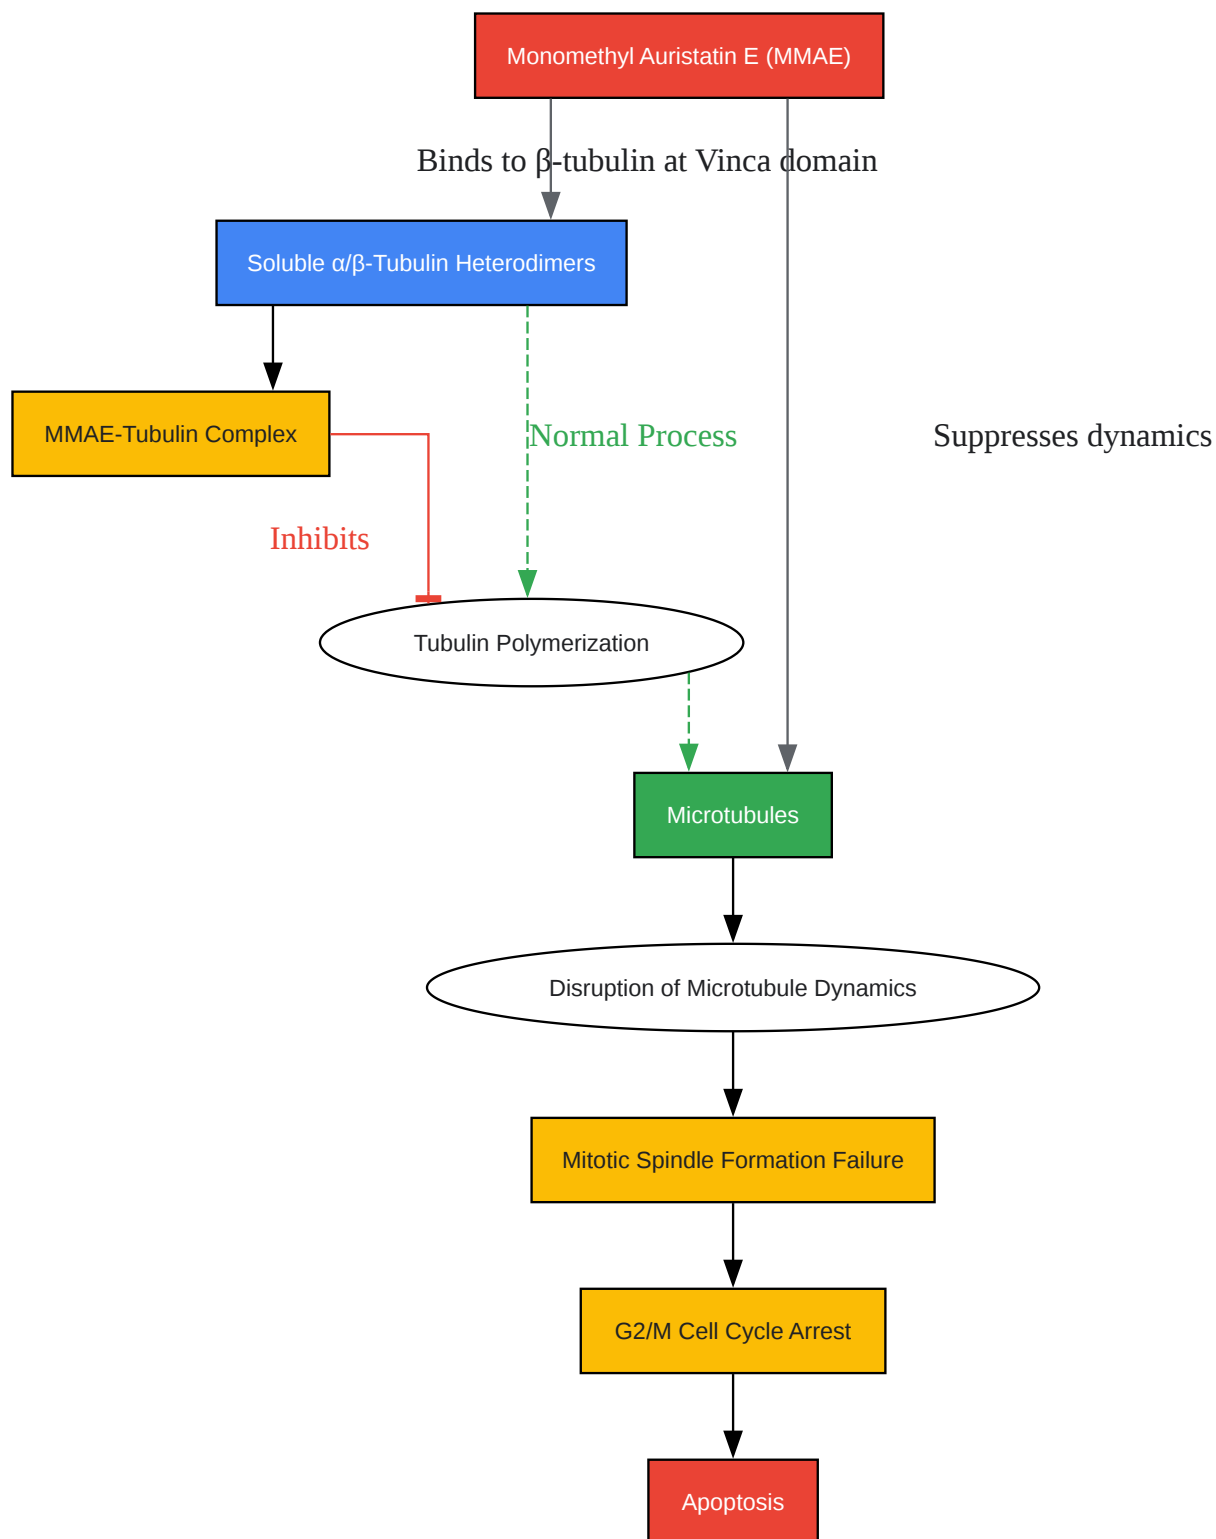 Monomethyl Auristatin E (MMAE)
Binds to β-tubulin at Vinca domain
Soluble α/β-Tubulin Heterodimers
MMAE-Tubulin Complex
Normal Process
Suppresses dynamics
Inhibits
Tubulin Polymerization
Microtubules
Disruption of Microtubule Dynamics
Mitotic Spindle Formation Failure
G2/M Cell Cycle Arrest
Apoptosis